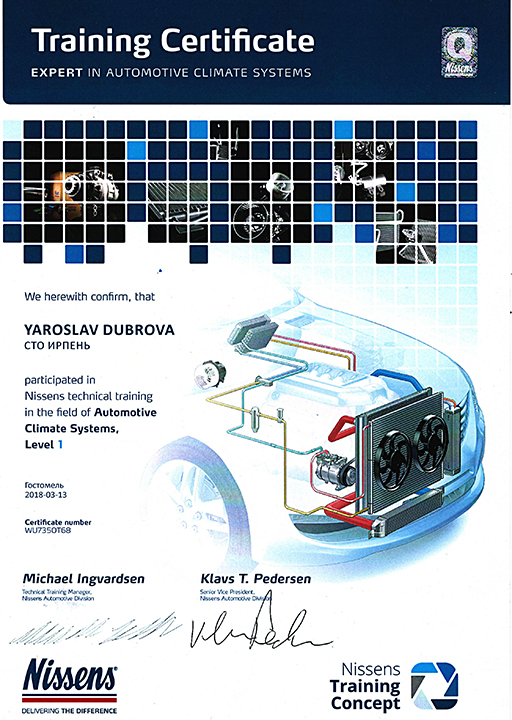 Training Certificate
EXPERT IN AUTOMOTIVE CLIMATE SYSTEMS
Q
Nissens
We herewith confirm, that
YAROSLAV DUBROVA
СТО ИРПЕНЬ
participated in
Nissens technical training
in the field of Automotive
Climate Systems,
Level 1
Гостомель
2018-03-13
Certificate number
WU7350T68
Michael Ingvardsen
Technical Training Manager,
Nissens Automotive Division
Klavs T. Pedersen
Senior Vice President,
Nissens Automotive Division
Nissens
DELIVERING THE DIFFERENCE
Nissens
Training
Concept